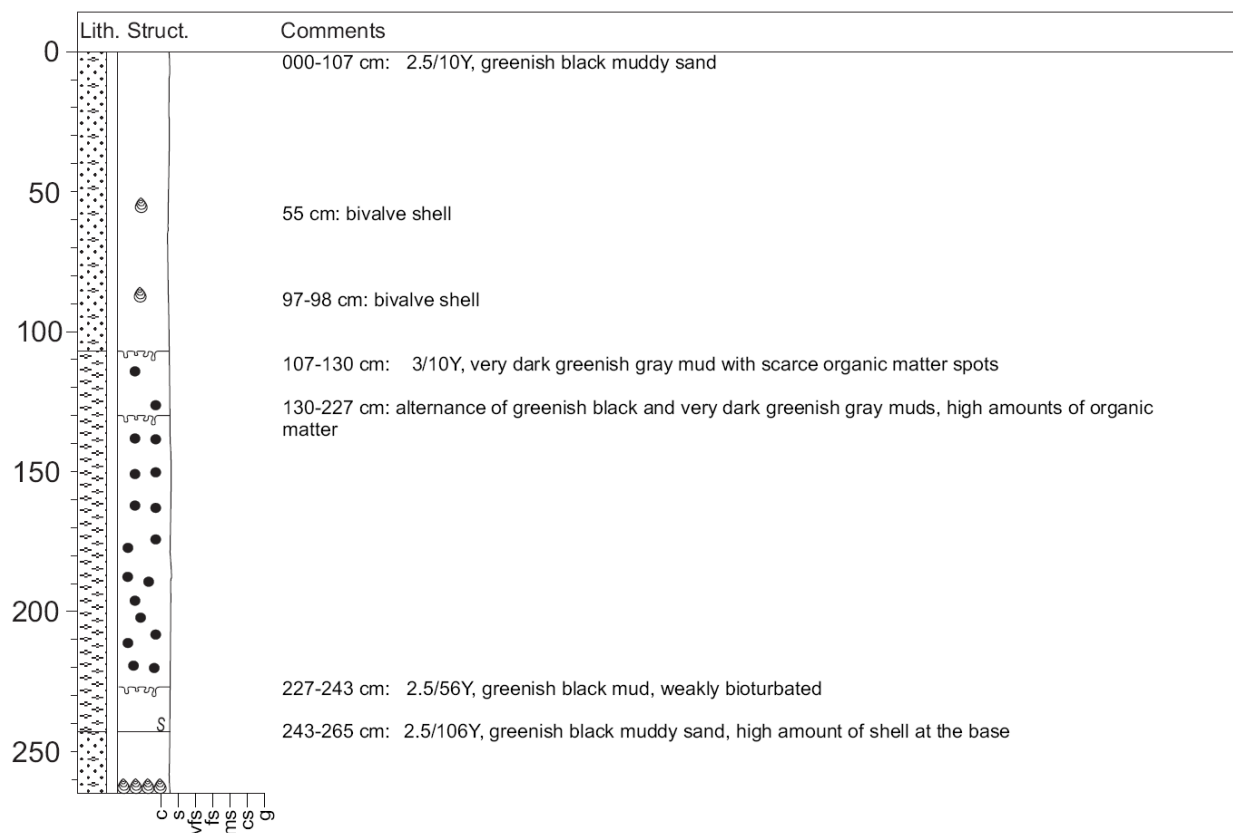 Lith. Struct. Comments
0
000-107 cm: 2.5/10Y, greenish black muddy sand
50
55 cm: bivalve shell
97-98 cm: bivalve shell
100
107-130 cm: 3/10Y, very dark greenish gray mud with scarce organic matter spots
130-227 cm: alternance of greenish black and very dark greenish gray muds, high amounts of organic
matter
150
200
227-243 cm: 2.5/56Y, greenish black mud, weakly bioturbated
S
243-265 cm: 2.5/106Y, greenish black muddy sand, high amount of shell at the base
250
c s vfs fs ms cs g